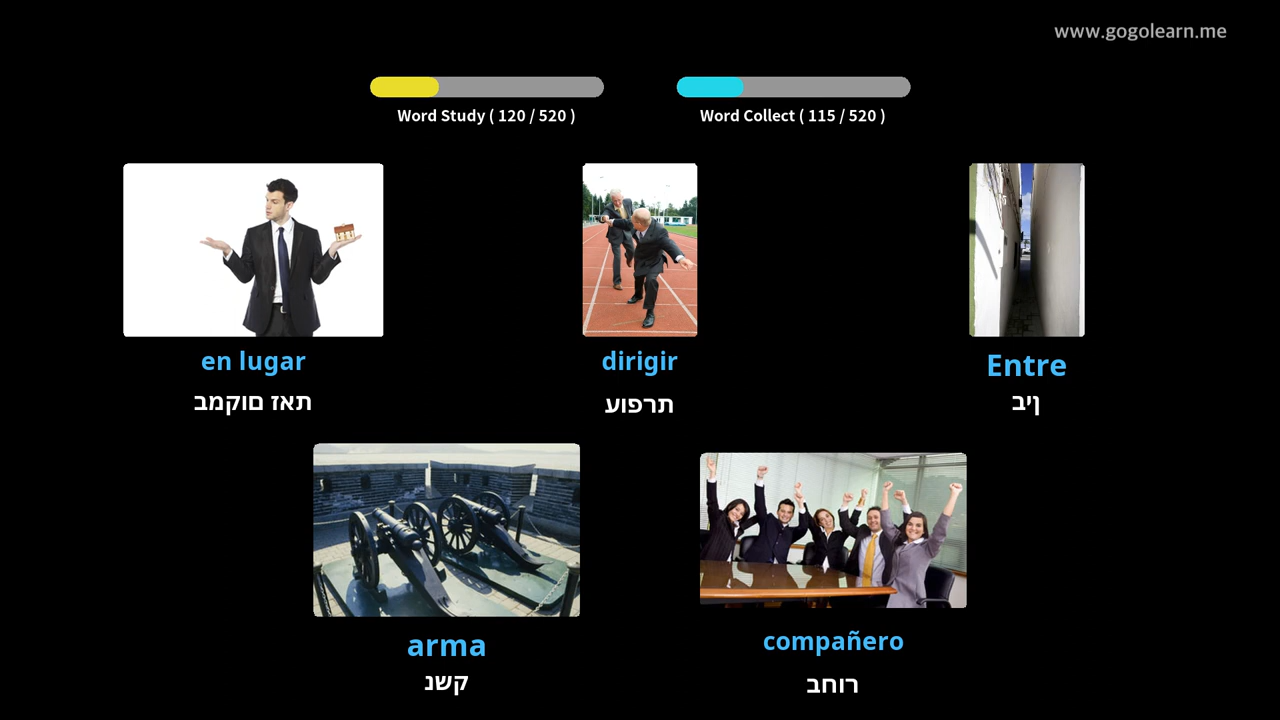 www.gogolearn.me
Word Study ( 120 / 520 )
Word Collect ( 115 / 520 )
en lugar
תאז םוקמב
dirigir
תרפוע
Entre
ןיב
arma
קשנ
compañero
רוחב